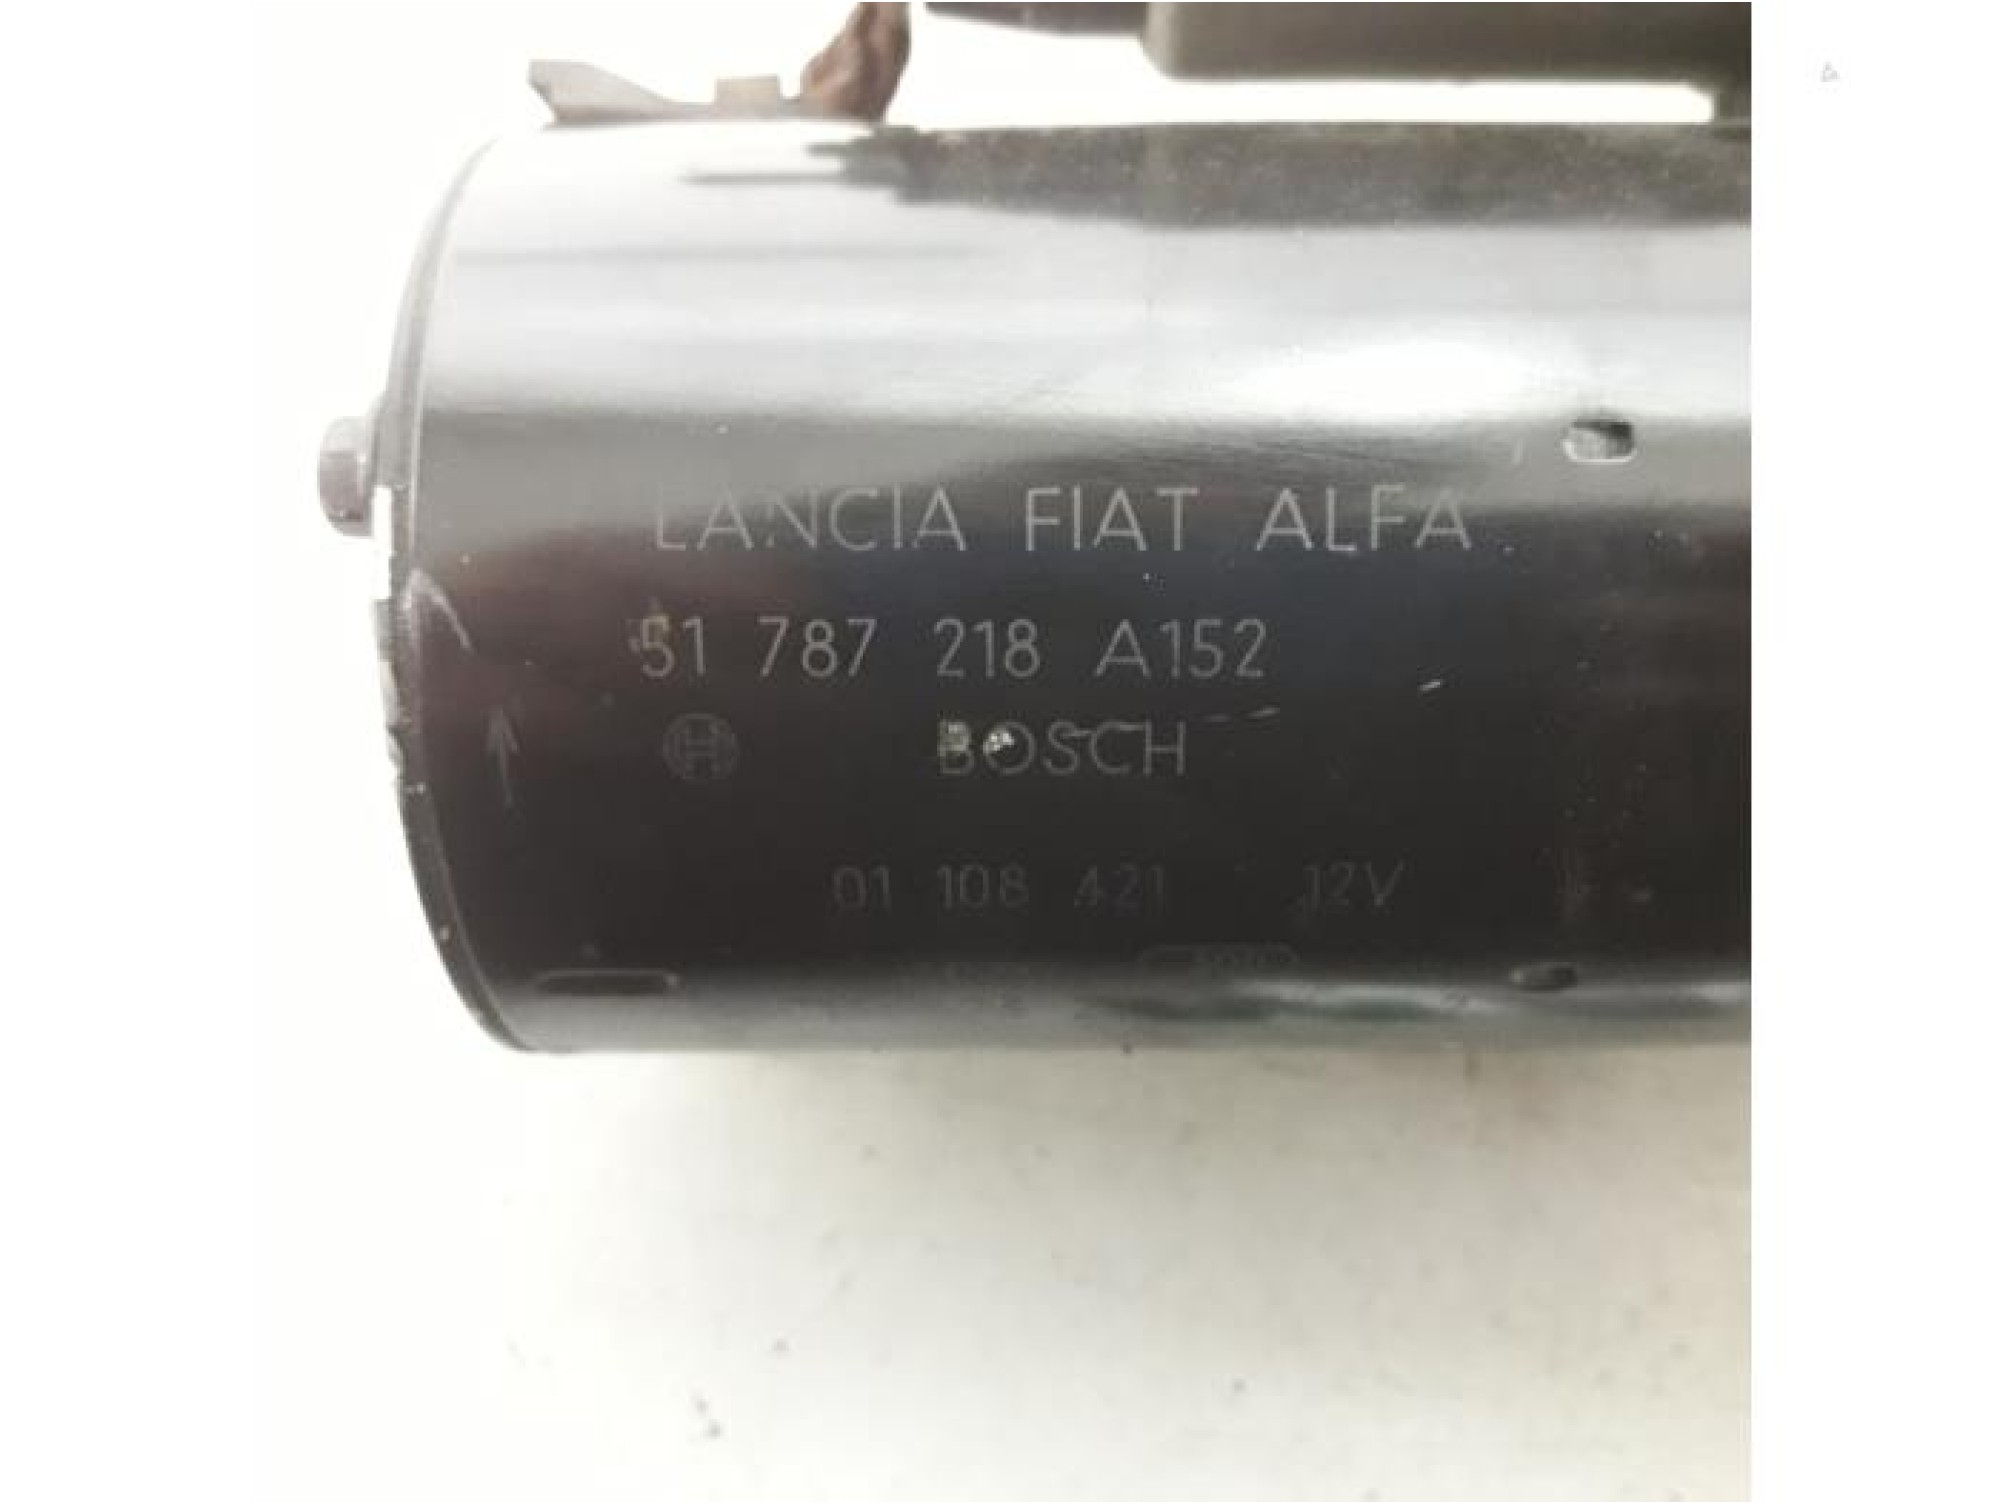 LANCIA FIAT ALFA
51 787 218 A152
BOSCH
01 108 421 12V